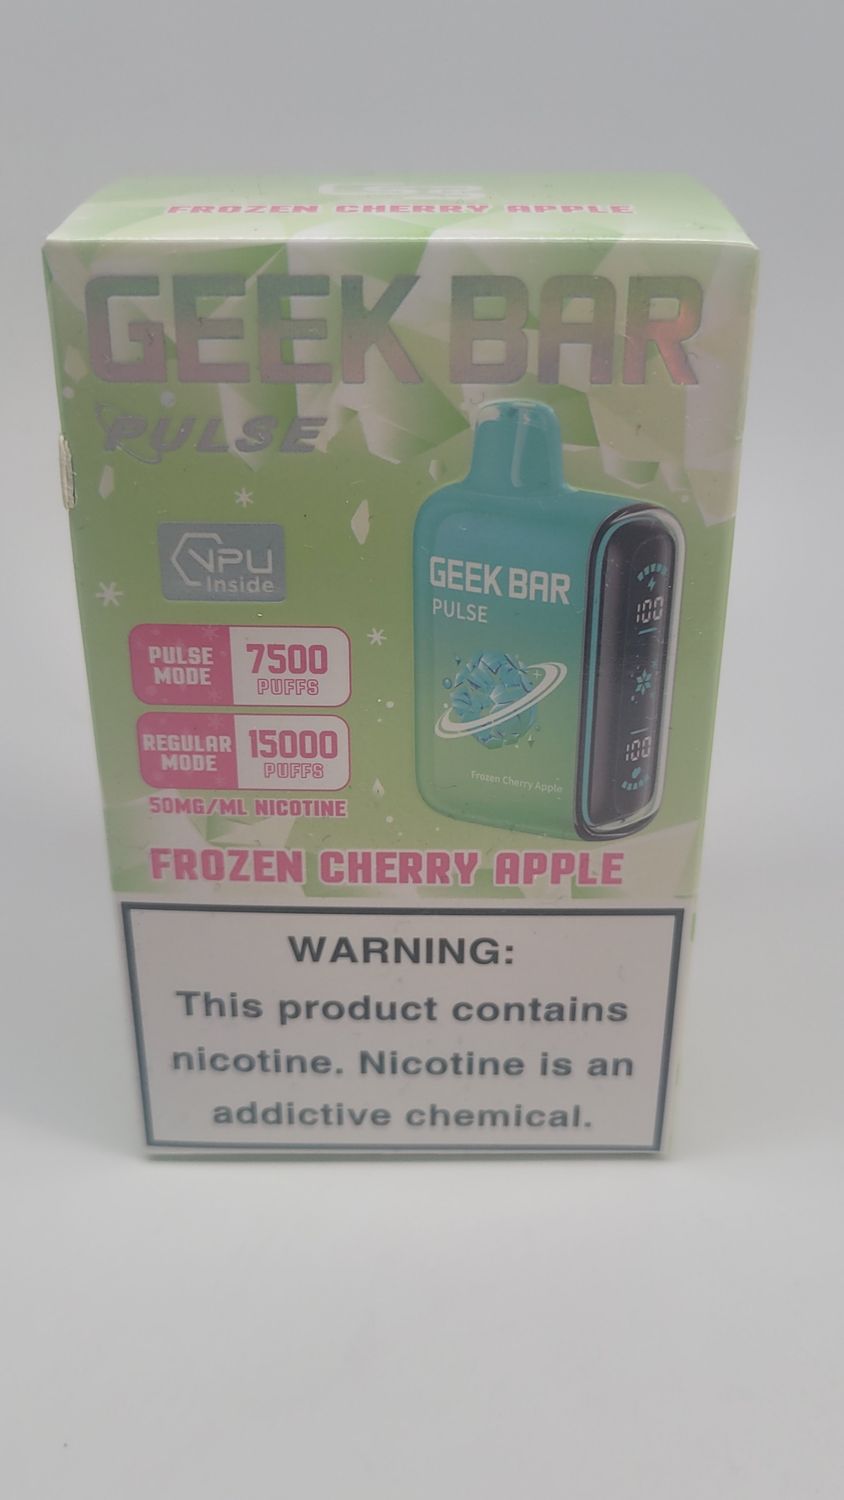 FROZEN CHERRY APPLE
GEEK BAR
PULSE
VPU
Inside
PULSE MODE
7500
PUFFS
REGULAR MODE
15000
PUFFS
50MG/ML NICOTINE
GEEK BAR
PULSE
100
100
Frozen Cherry Apple
FROZEN CHERRY APPLE
WARNING:
This product contains
nicotine. Nicotine is an
addictive chemical.